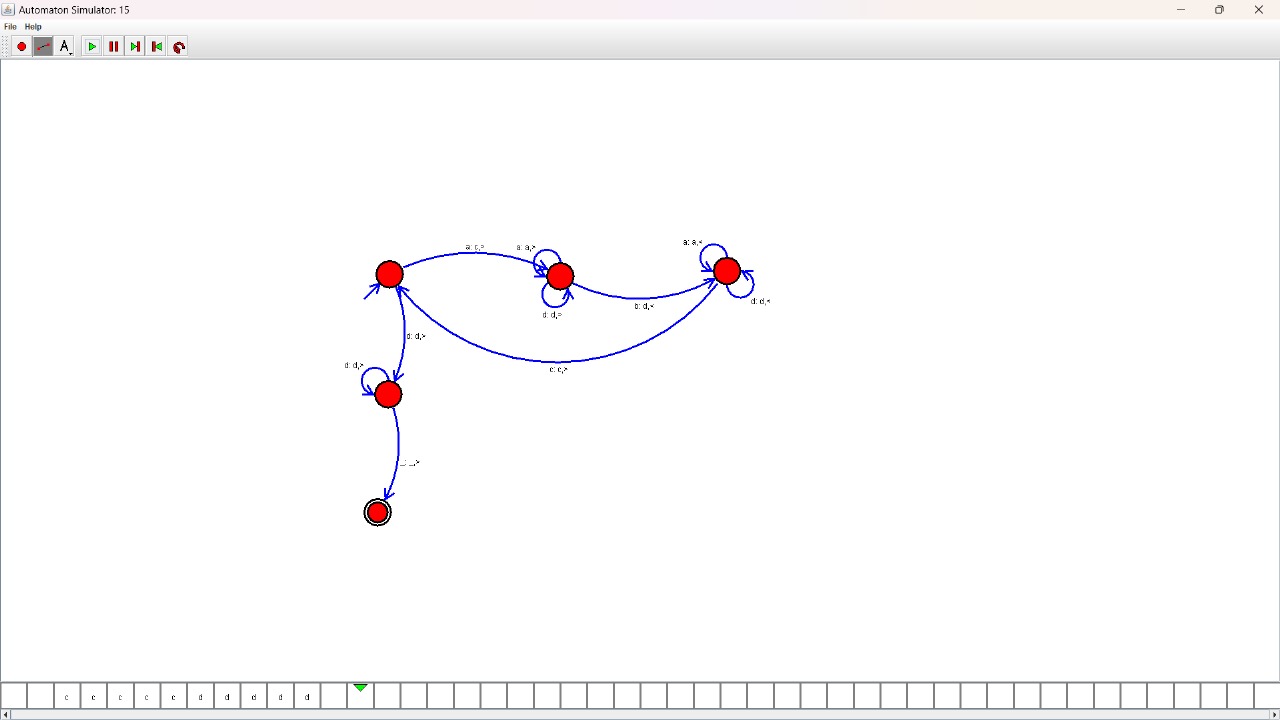 Automaton Simulator: 15
File Help
A
a: a,<
a: c,>
a: a,>
d: d,<
b: d,<
d: d,>
d: d,>
d: d,>
c: c,>
_: _,>
c c c c c d d d d d